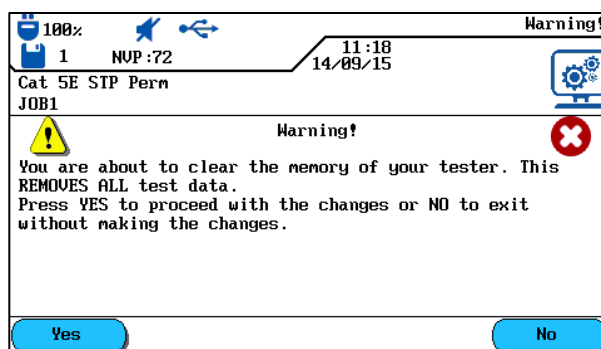 100%
Warning!
1 NVP:72
11:18
14/09/15
Cat 5E STP Perm
JOB1
Warning!
You are about to clear the memory of your tester. This
REMOVES ALL test data.
Press YES to proceed with the changes or NO to exit
without making the changes.
Yes No